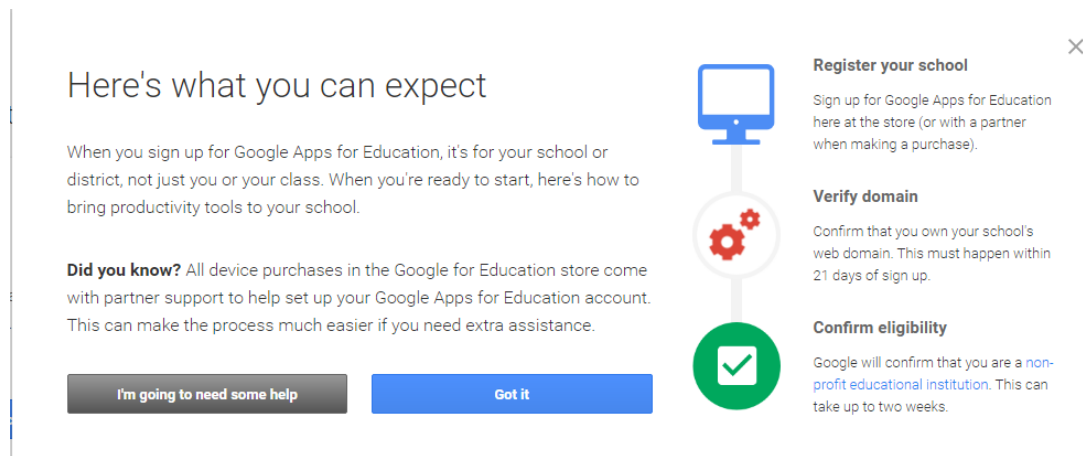 Here's what you can expect
When you sign up for Google Apps for Education, it's for your school or
district, not just you or your class. When you're ready to start, here's how to
bring productivity tools to your school.
Did you know? All device purchases in the Google for Education store come
with partner support to help set up your Google Apps for Education account.
This can make the process much easier if you need extra assistance.
I'm going to need some help
Got it
Register your school
Sign up for Google Apps for Education
here at the store (or with a partner
when making a purchase).
Verify domain
Confirm that you own your school's
web domain. This must happen within
21 days of sign up.
Confirm eligibility
Google will confirm that you are a non-
profit educational institution. This can
take up to two weeks.